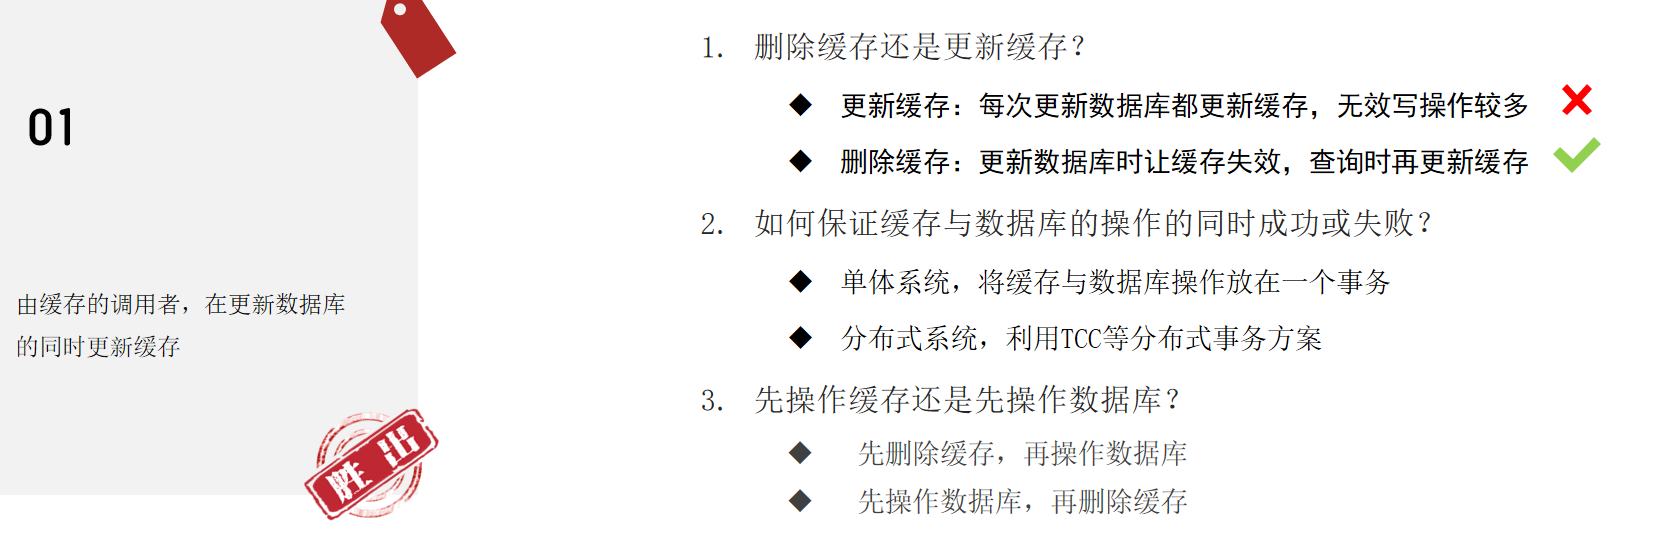 01
由缓存的调用者，在更新数据库
的同时更新缓存
胜出
1. 删除缓存还是更新缓存？
◆ 更新缓存：每次更新数据库都更新缓存，无效写操作较多
◆ 删除缓存：更新数据库时让缓存失效，查询时再更新缓存
2. 如何保证缓存与数据库的操作的同时成功或失败？
◆ 单体系统，将缓存与数据库操作放在一个事务
◆ 分布式系统，利用TCC等分布式事务方案
3. 先操作缓存还是先操作数据库？
◆ 先删除缓存，再操作数据库
◆ 先操作数据库，再删除缓存